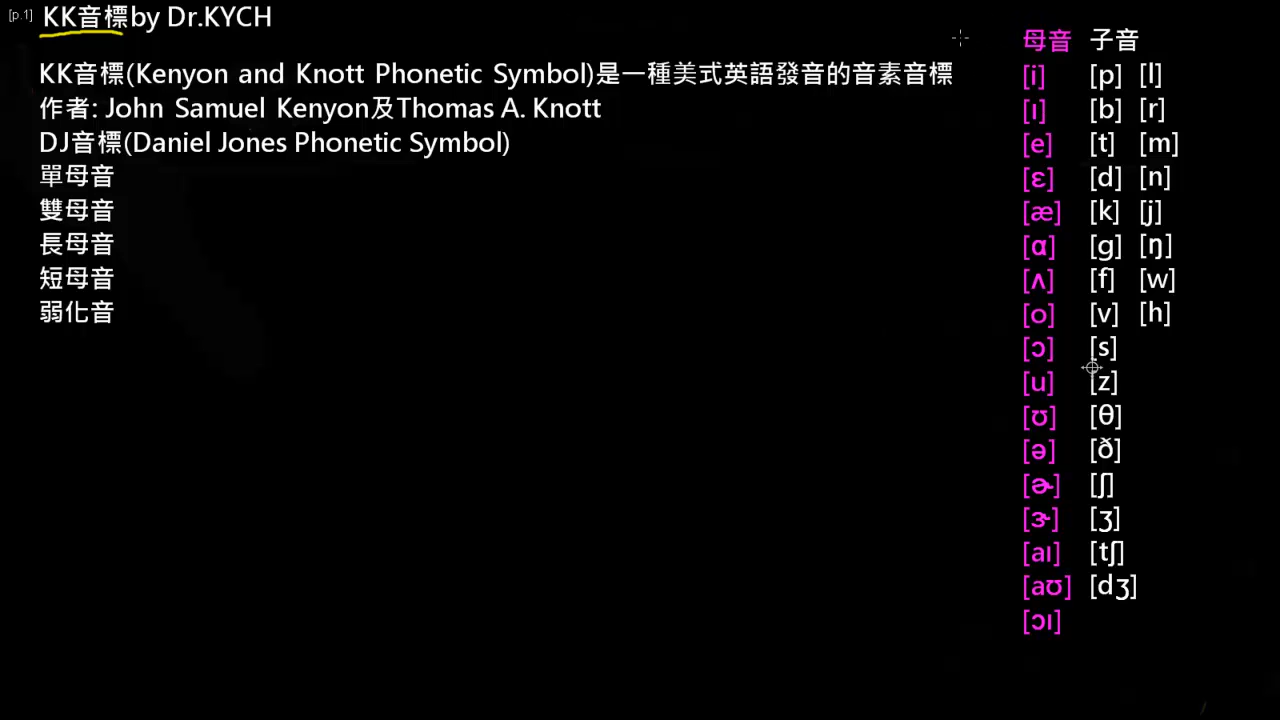 [p.1] KK音標by Dr.KYCH
KK音標(Kenyon and Knott Phonetic Symbol)是一種美式英語發音的音素音標
作者: John Samuel Kenyon及Thomas A. Knott
DJ音標(Daniel Jones Phonetic Symbol)
單母音
雙母音
長母音
短母音
弱化音
母音 子音
[i] [p] [l]
[ɪ] [b] [r]
[e] [t] [m]
[ɛ] [d] [n]
[æ] [k] [j]
[ɑ] [g] [ŋ]
[ʌ] [f] [w]
[o] [v] [h]
[ɔ] [s]
[u] [z]
[ʊ] [θ]
[ə] [ð]
[ɚ] [ʃ]
[ɝ] [ʒ]
[aɪ] [tʃ]
[aʊ] [dʒ]
[ɔɪ]